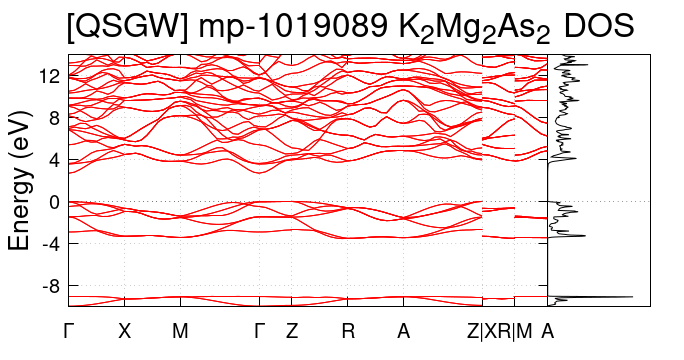 [QSGW] mp-1019089 K₂Mg₂As₂ DOS
Energy (eV)
12
8
4
0
-4
-8
Γ X M Γ Z R A Z|XR|M A